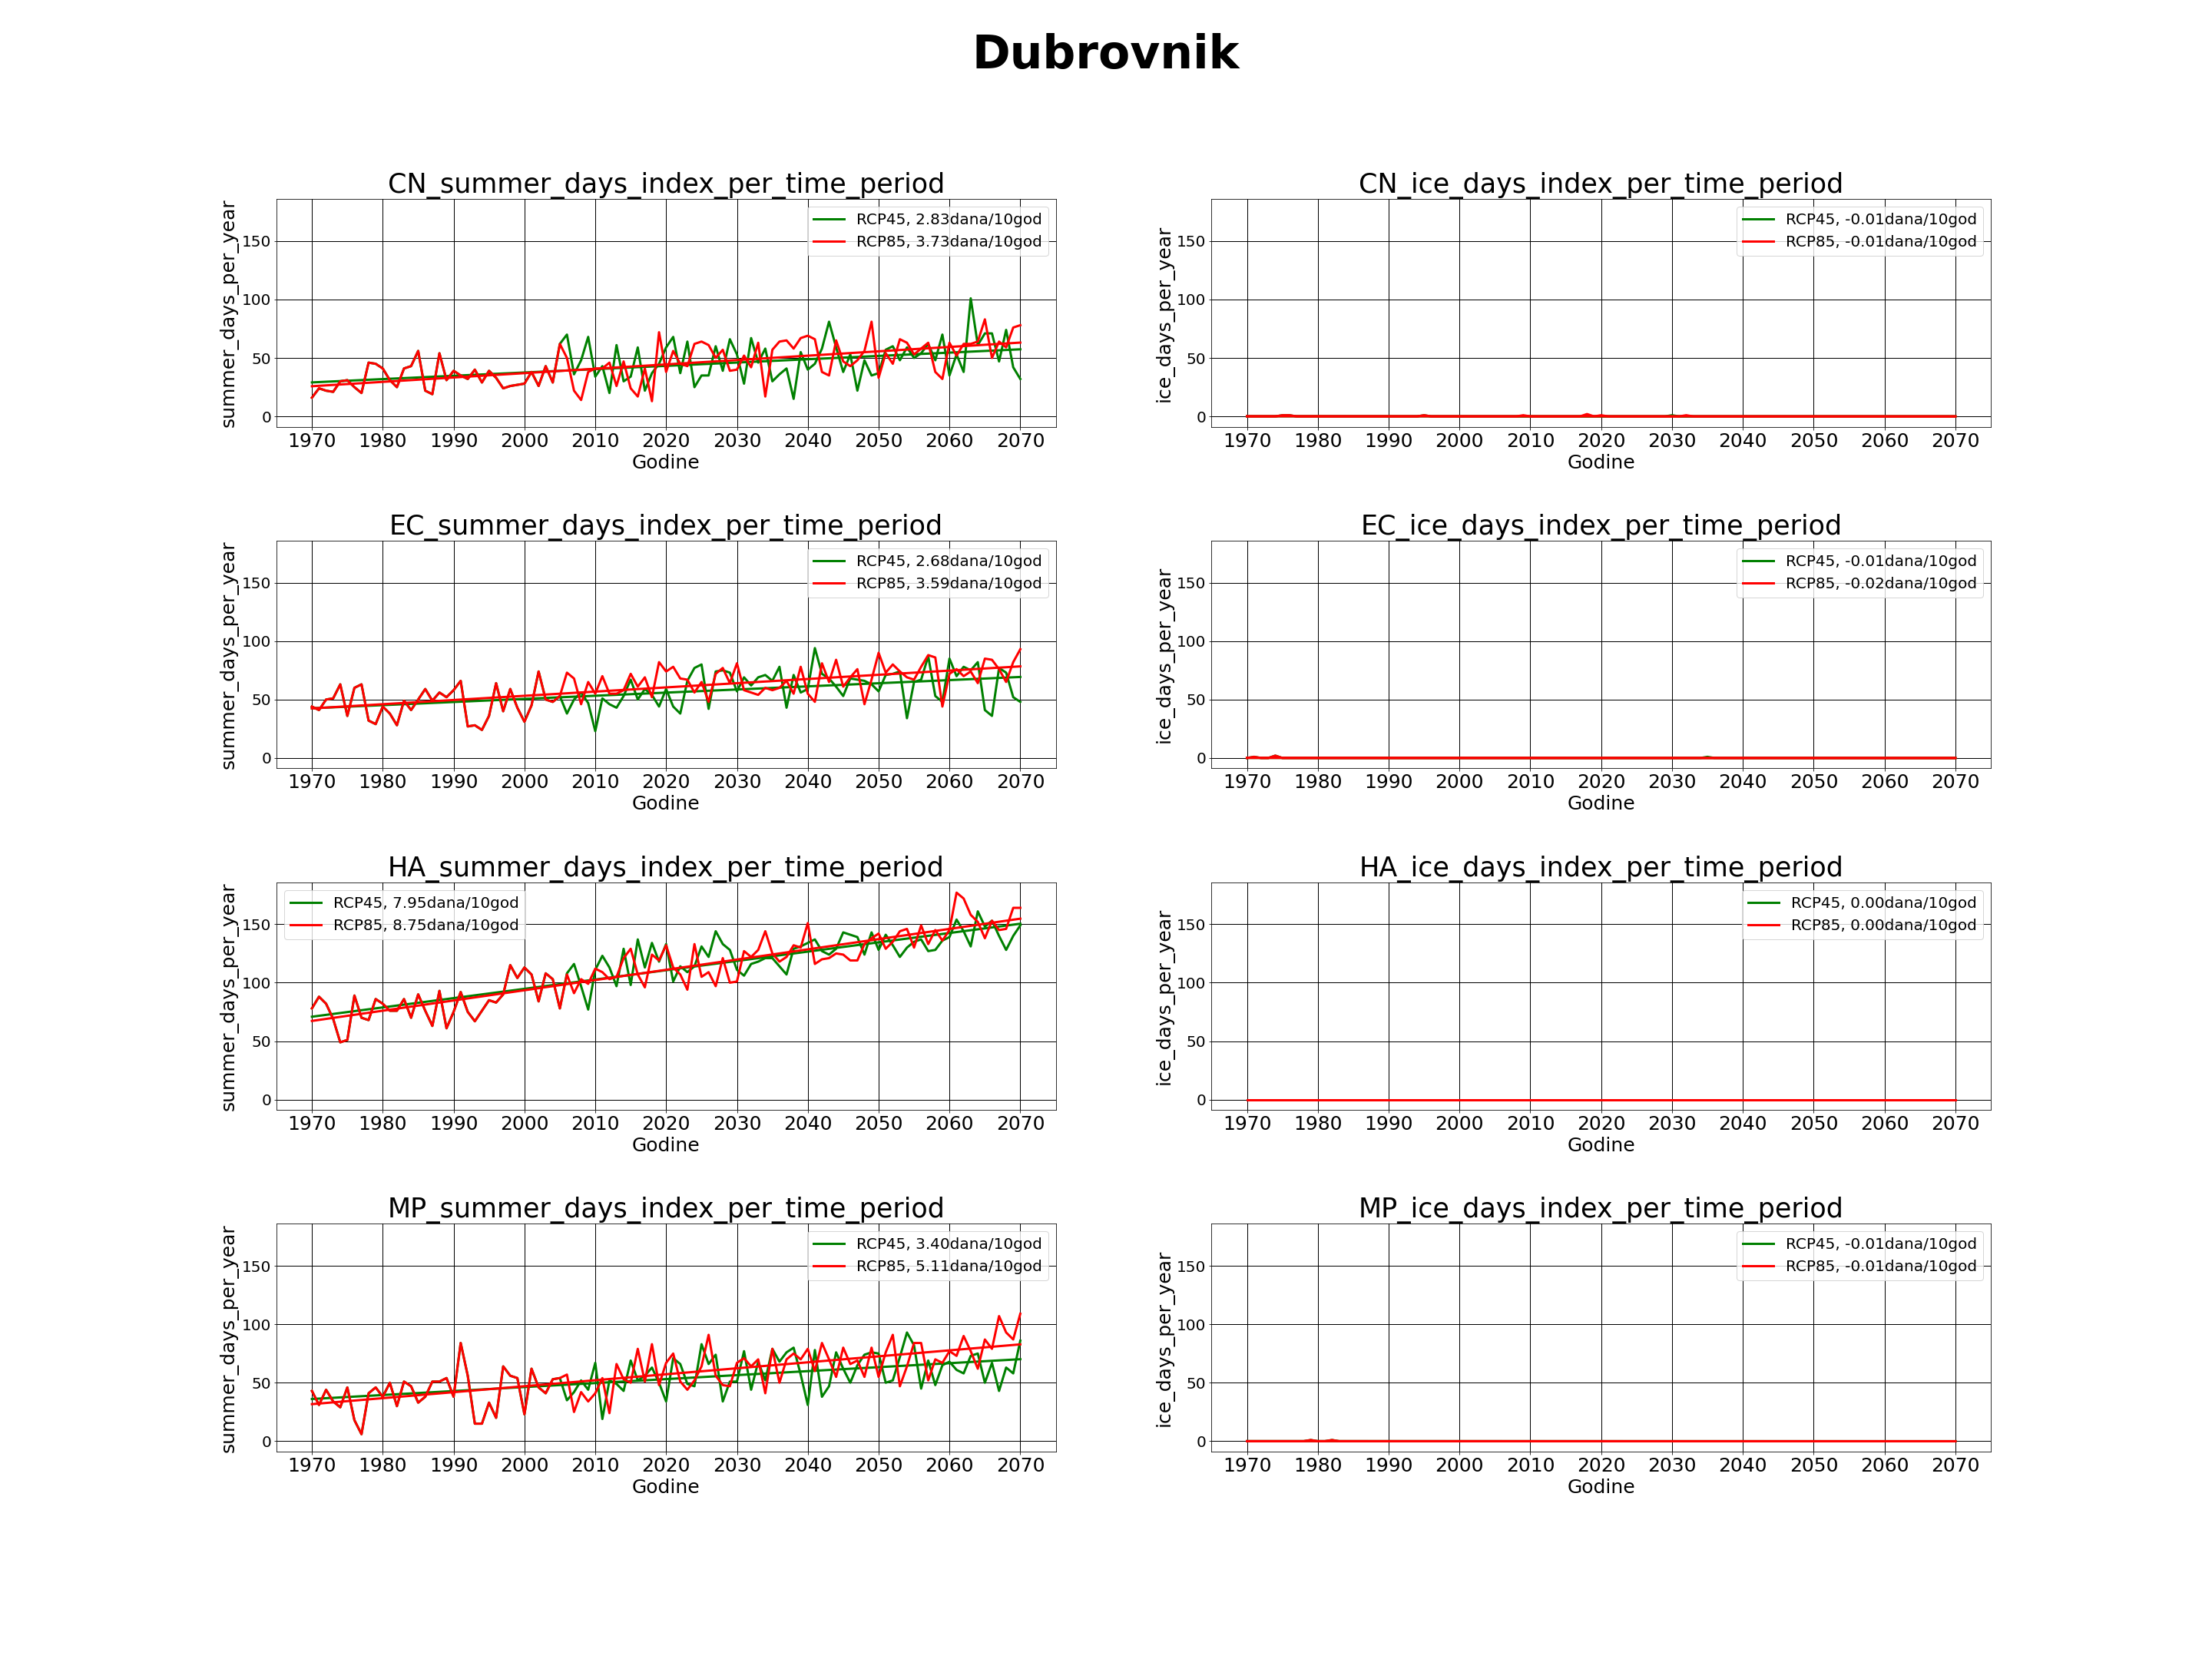 Dubrovnik
CN_summer_days_index_per_time_period
summer_days_per_year
150
100
50
0
RCP45, 2.83dana/10god
RCP85, 3.73dana/10god
1970 1980 1990 2000 2010 2020 2030 2040 2050 2060 2070
Godine
CN_ice_days_index_per_time_period
ice_days_per_year
150
100
50
0
RCP45, -0.01dana/10god
RCP85, -0.01dana/10god
1970 1980 1990 2000 2010 2020 2030 2040 2050 2060 2070
Godine
EC_summer_days_index_per_time_period
summer_days_per_year
150
100
50
0
RCP45, 2.68dana/10god
RCP85, 3.59dana/10god
1970 1980 1990 2000 2010 2020 2030 2040 2050 2060 2070
Godine
EC_ice_days_index_per_time_period
ice_days_per_year
150
100
50
0
RCP45, -0.01dana/10god
RCP85, -0.02dana/10god
1970 1980 1990 2000 2010 2020 2030 2040 2050 2060 2070
Godine
HA_summer_days_index_per_time_period
summer_days_per_year
150
100
50
0
RCP45, 7.95dana/10god
RCP85, 8.75dana/10god
1970 1980 1990 2000 2010 2020 2030 2040 2050 2060 2070
Godine
HA_ice_days_index_per_time_period
ice_days_per_year
150
100
50
0
RCP45, 0.00dana/10god
RCP85, 0.00dana/10god
1970 1980 1990 2000 2010 2020 2030 2040 2050 2060 2070
Godine
MP_summer_days_index_per_time_period
summer_days_per_year
150
100
50
0
RCP45, 3.40dana/10god
RCP85, 5.11dana/10god
1970 1980 1990 2000 2010 2020 2030 2040 2050 2060 2070
Godine
MP_ice_days_index_per_time_period
ice_days_per_year
150
100
50
0
RCP45, -0.01dana/10god
RCP85, -0.01dana/10god
1970 1980 1990 2000 2010 2020 2030 2040 2050 2060 2070
Godine